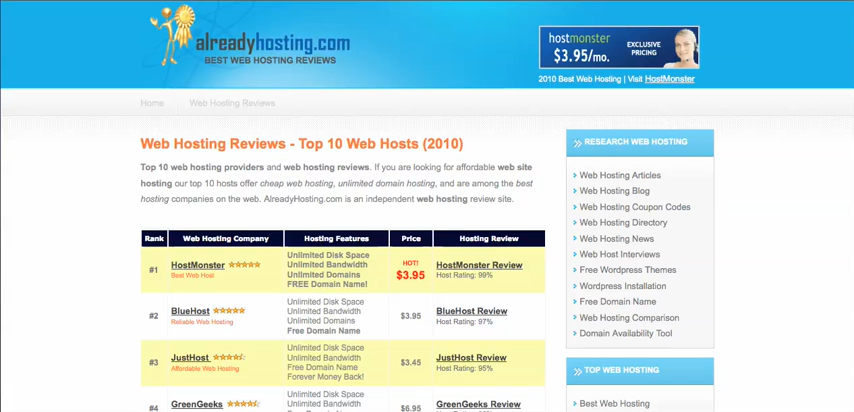 alreadyhosting.com
BEST WEB HOSTING REVIEWS
hostmonster
$3.95/mo.
EXCLUSIVE
PRICING
2010 Best Web Hosting | Visit HostMonster
Home Web Hosting Reviews
Web Hosting Reviews - Top 10 Web Hosts (2010)
Top 10 web hosting providers and web hosting reviews. If you are looking for affordable web site
hosting our top 10 hosts offer cheap web hosting, unlimited domain hosting, and are among the best
hosting companies on the web. AlreadyHosting.com is an independent web hosting review site.
Rank Web Hosting Company Hosting Features Price Hosting Review
#1
HostMonster
Best Web Host
Unlimited Disk Space
Unlimited Bandwidth
Unlimited Domains
FREE Domain Name!
HOT!
$3.95
HostMonster Review
Host Rating: 99%
#2
BlueHost
Reliable Web Hosting
Unlimited Disk Space
Unlimited Bandwidth
Unlimited Domains
Free Domain Name
$3.95
BlueHost Review
Host Rating: 97%
#3
JustHost
Affordable Web Hosting
Unlimited Disk Space
Unlimited Bandwidth
Free Domain Name
Forever Money Back!
$3.45
JustHost Review
Host Rating: 95%
#4
GreenGeeks
Unlimited Disk Space
Unlimited Bandwidth
$6.95
GreenGeeks Review
RESEARCH WEB HOSTING
Web Hosting Articles
Web Hosting Blog
Web Hosting Coupon Codes
Web Hosting Directory
Web Hosting News
Web Host Interviews
Free Wordpress Themes
Wordpress Installation
Free Domain Name
Web Hosting Comparison
Domain Availability Tool
TOP WEB HOSTING
Best Web Hosting